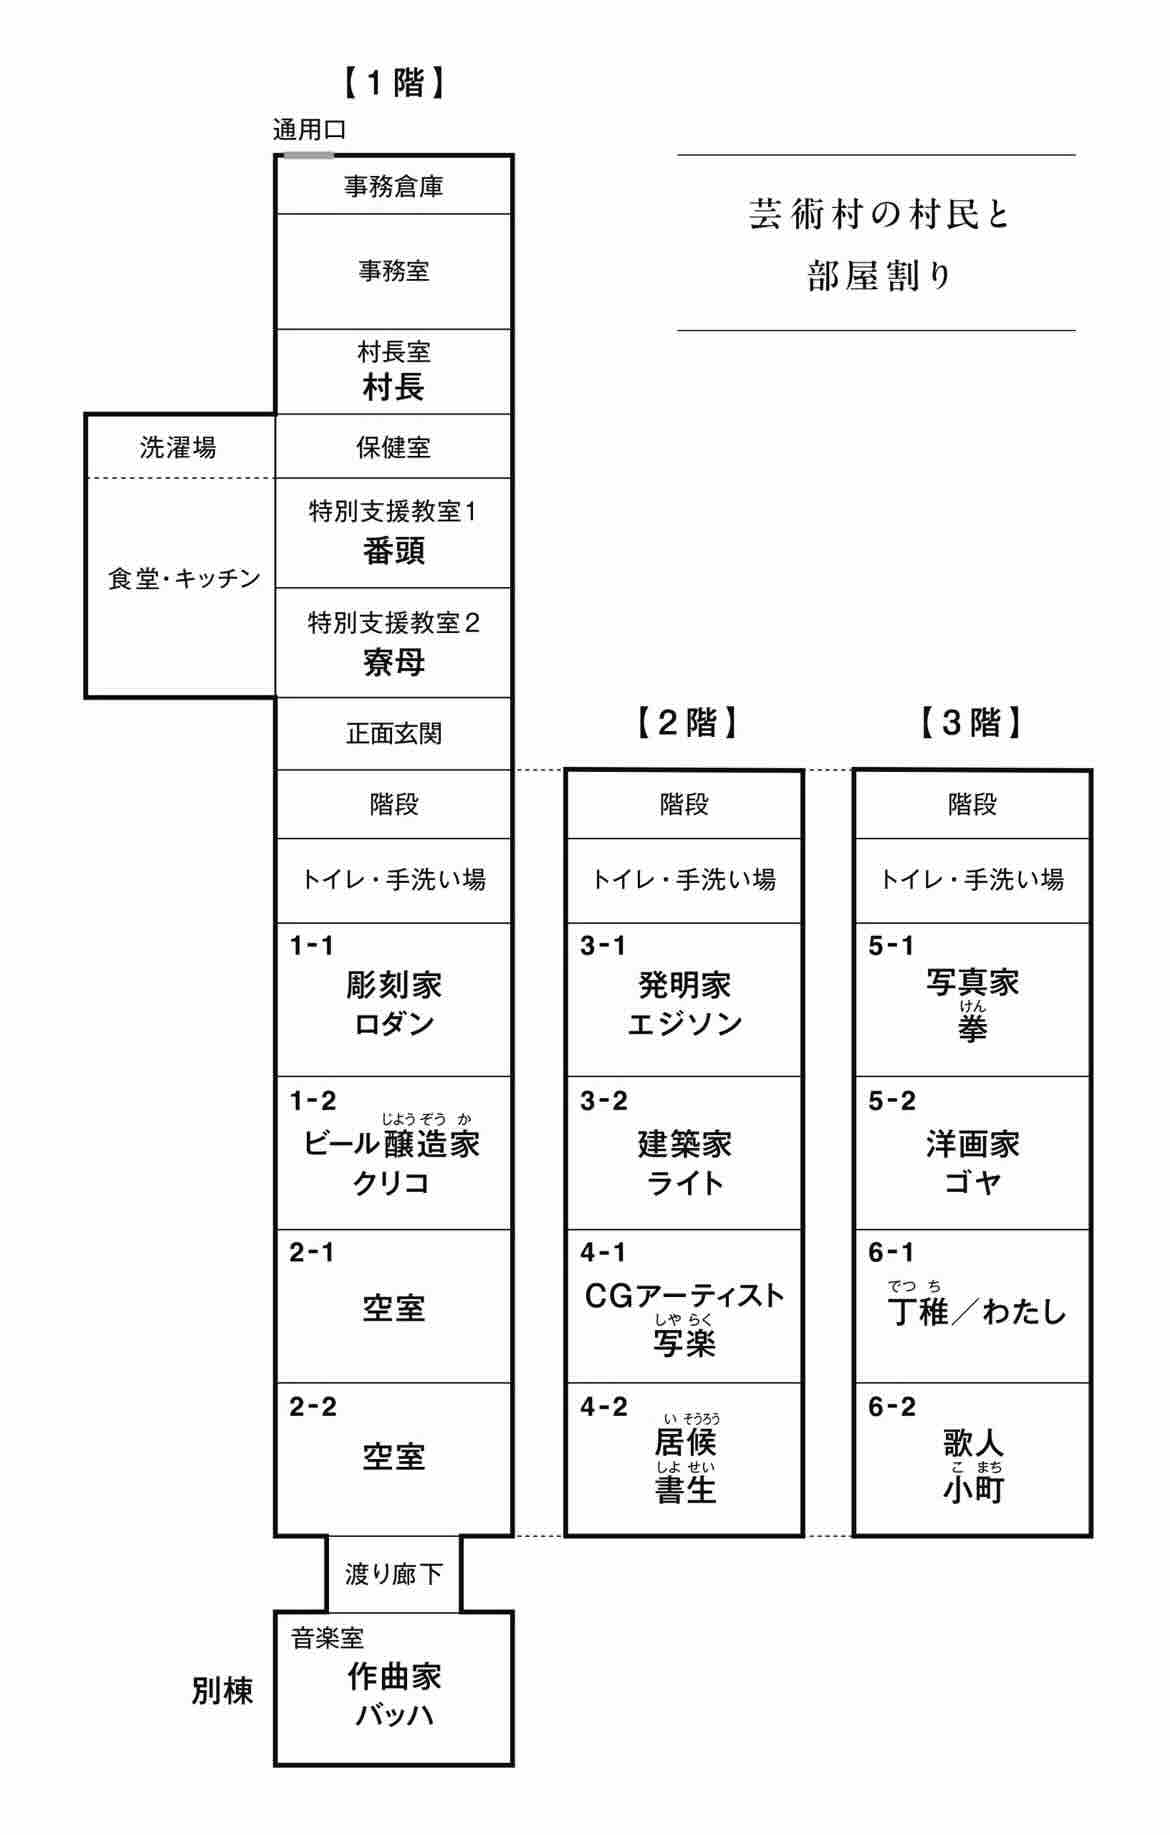 【1階】
通用口
事務倉庫
事務室
村長室
村長
洗濯場
保健室
食堂・キッチン
特別支援教室1
番頭
特別支援教室2
寮母
正面玄関
階段
トイレ・手洗い場
1-1
彫刻家
ロダン
1-2
じようぞうか
ビール醸造家
クリコ
2-1
空室
2-2
空室
渡り廊下
別棟
音楽室
作曲家
バッハ
芸術村の村民と
部屋割り
【2階】
階段
トイレ・手洗い場
3-1
発明家
エジソン
3-2
建築家
ライト
4-1
CGアーティスト
しやらく
写楽
4-2
いそうろう
居候
しよせい
書生
【3階】
階段
トイレ・手洗い場
5-1
写真家
けん
拳
5-2
洋画家
ゴヤ
6-1
でつち
丁稚／わたし
6-2
歌人
こまち
小町